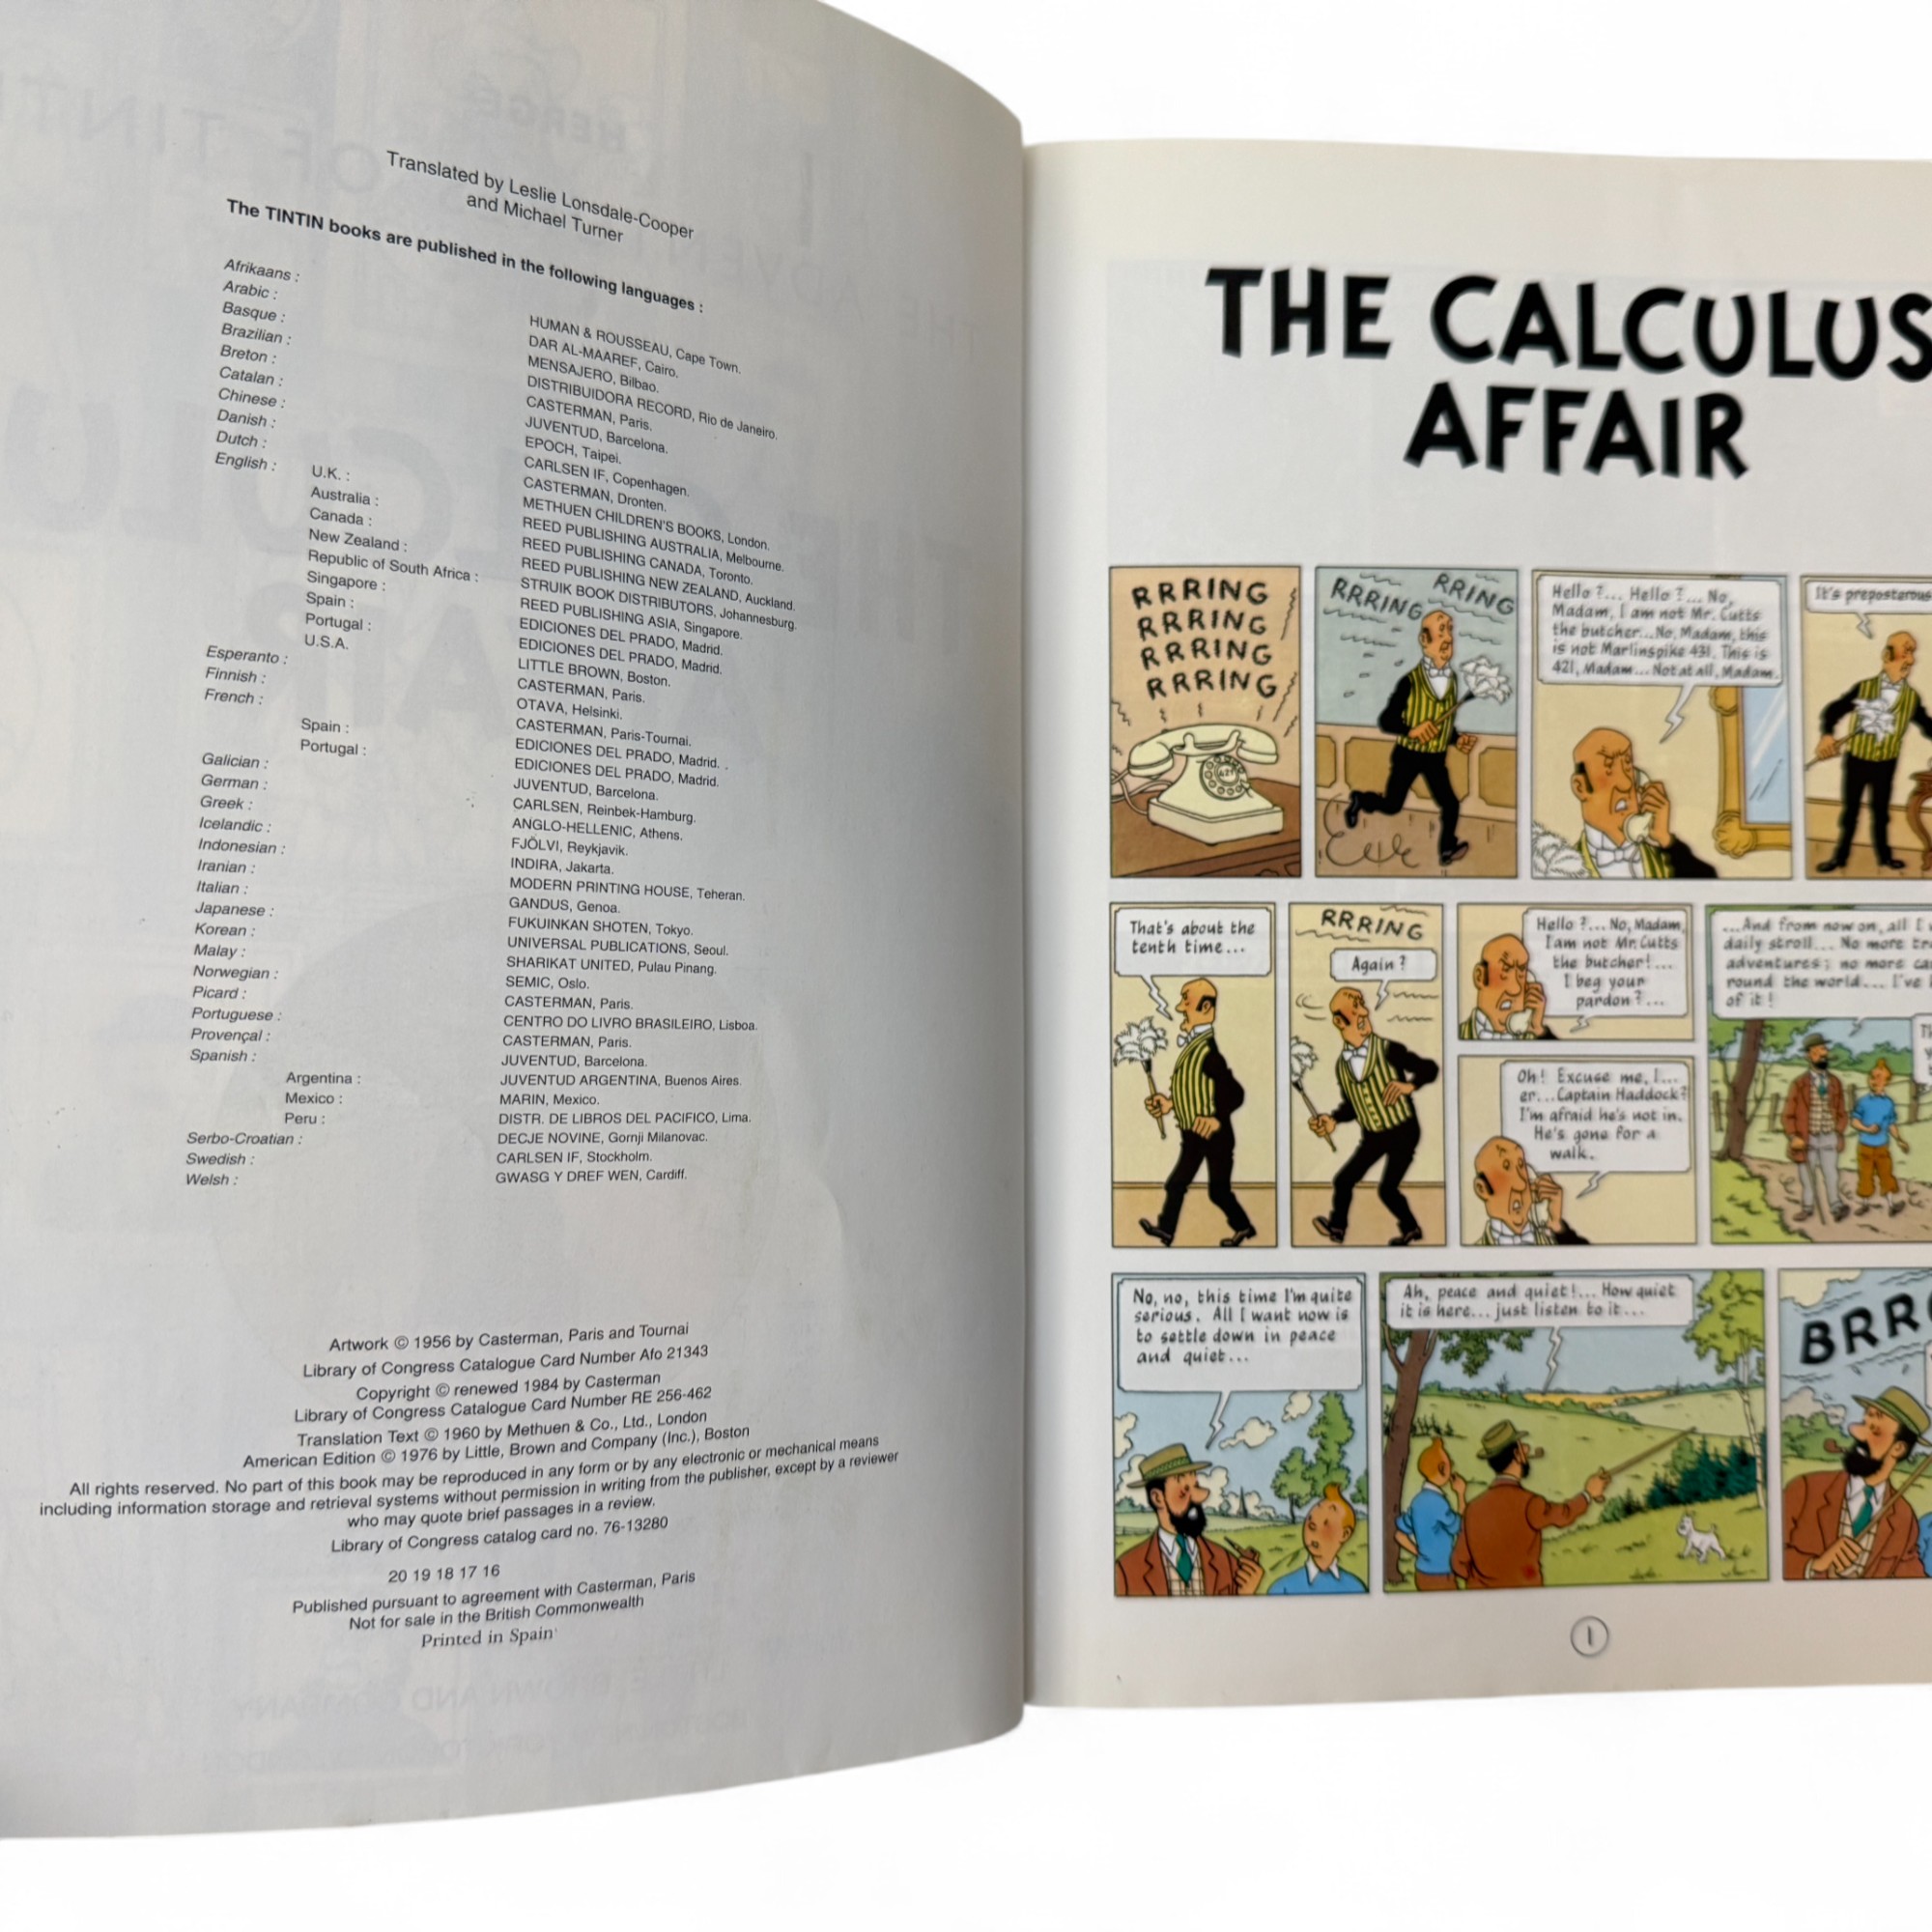 Translated by Leslie Lonsdale-Cooper
and Michael Turner
The TINTIN books are published in the following languages :
Afrikaans : HUMAN & ROUSSEAU, Cape Town.
Arabic : DAR AL-MAAREF, Cairo.
Basque : MENSAJERO, Bilbao.
Brazilian : DISTRIBUIDORA RECORD, Rio de Janeiro.
Breton : CASTERMAN, Paris.
Catalan : JUVENTUD, Barcelona.
Chinese : EPOCH, Taipei.
Danish : CARLSEN IF, Copenhagen.
Dutch : CASTERMAN, Dronten.
English : U.K. : METHUEN CHILDREN'S BOOKS, London.
Australia : REED PUBLISHING AUSTRALIA, Melbourne.
Canada : REED PUBLISHING CANADA, Toronto.
New Zealand : REED PUBLISHING NEW ZEALAND, Auckland.
Republic of South Africa : STRUIK BOOK DISTRIBUTORS, Johannesburg.
Singapore : REED PUBLISHING ASIA, Singapore.
Spain : EDICIONES DEL PRADO, Madrid.
Portugal : EDICIONES DEL PRADO, Madrid.
U.S.A. LITTLE BROWN, Boston.
Esperanto : CASTERMAN, Paris.
Finnish : OTAVA, Helsinki.
French : CASTERMAN, Paris-Tournai.
Spain : EDICIONES DEL PRADO, Madrid.
Portugal : EDICIONES DEL PRADO, Madrid.
Galician : JUVENTUD, Barcelona.
German : CARLSEN, Reinbek-Hamburg.
Greek : ANGLO-HELLENIC, Athens.
Icelandic : FJÖLVI, Reykjavik.
Indonesian : INDIRA, Jakarta.
Iranian : MODERN PRINTING HOUSE, Teheran.
Italian : GANDUS, Genoa.
Japanese : FUKUINKAN SHOTEN, Tokyo.
Korean : UNIVERSAL PUBLICATIONS, Seoul.
Malay : SHARIKAT UNITED, Pulau Pinang.
Norwegian : SEMIC, Oslo.
Picard : CASTERMAN, Paris.
Portuguese : CENTRO DO LIVRO BRASILEIRO, Lisboa.
Provençal : CASTERMAN, Paris.
Spanish : JUVENTUD, Barcelona.
Argentina : JUVENTUD ARGENTINA, Buenos Aires.
Mexico : MARIN, Mexico.
Peru : DISTR. DE LIBROS DEL PACIFICO, Lima.
Serbo-Croatian : DECJE NOVINE, Gornji Milanovac.
Swedish : CARLSEN IF, Stockholm.
Welsh : GWASG Y DREF WEN, Cardiff.
Artwork © 1956 by Casterman, Paris and Tournai
Library of Congress Catalogue Card Number Afo 21343
Copyright © renewed 1984 by Casterman
Library of Congress Catalogue Card Number RE 256-462
Translation Text © 1960 by Methuen & Co., Ltd., London
American Edition © 1976 by Little, Brown and Company (Inc.), Boston
All rights reserved. No part of this book may be reproduced in any form or by any electronic or mechanical means
including information storage and retrieval systems without permission in writing from the publisher, except by a reviewer
who may quote brief passages in a review.
Library of Congress catalog card no. 76-13280
20 19 18 17 16
Published pursuant to agreement with Casterman, Paris
Not for sale in the British Commonwealth
Printed in Spain
THE CALCULUS
AFFAIR
RRRING
RRRING
RRRING
RRRING
421
RRRING
RRING
Hello ?... Hello ?... No,
Madam, I am not Mr. Cutts
the butcher... No, Madam, this
is not Marlinspike 431. This is
421, Madam... Not at all, Madam.
It's preposterous
That's about the
tenth time...
RRRING
Again ?
Hello ?... No, Madam,
I am not Mr. Cutts
the butcher!...
I beg your
pardon ?...
Oh! Excuse me, I...
er... Captain Haddock?
I'm afraid he's not in.
He's gone for a
walk.
...And from now on, all I
daily stroll... No more
adventures; no more
round the world... I've
of it !
No, no, this time I'm quite
serious. All I want now is
to settle down in peace
and quiet...
Ah, peace and quiet!... How quiet
it is here... just listen to it...
BRR
1